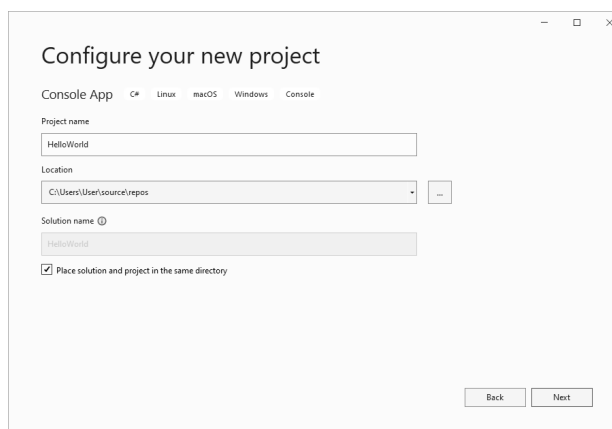 Configure your new project
Console App C# Linux macOS Windows Console
Project name
HelloWorld
Location
C:\Users\User\source\repos
...
Solution name
HelloWorld
Place solution and project in the same directory
Back Next